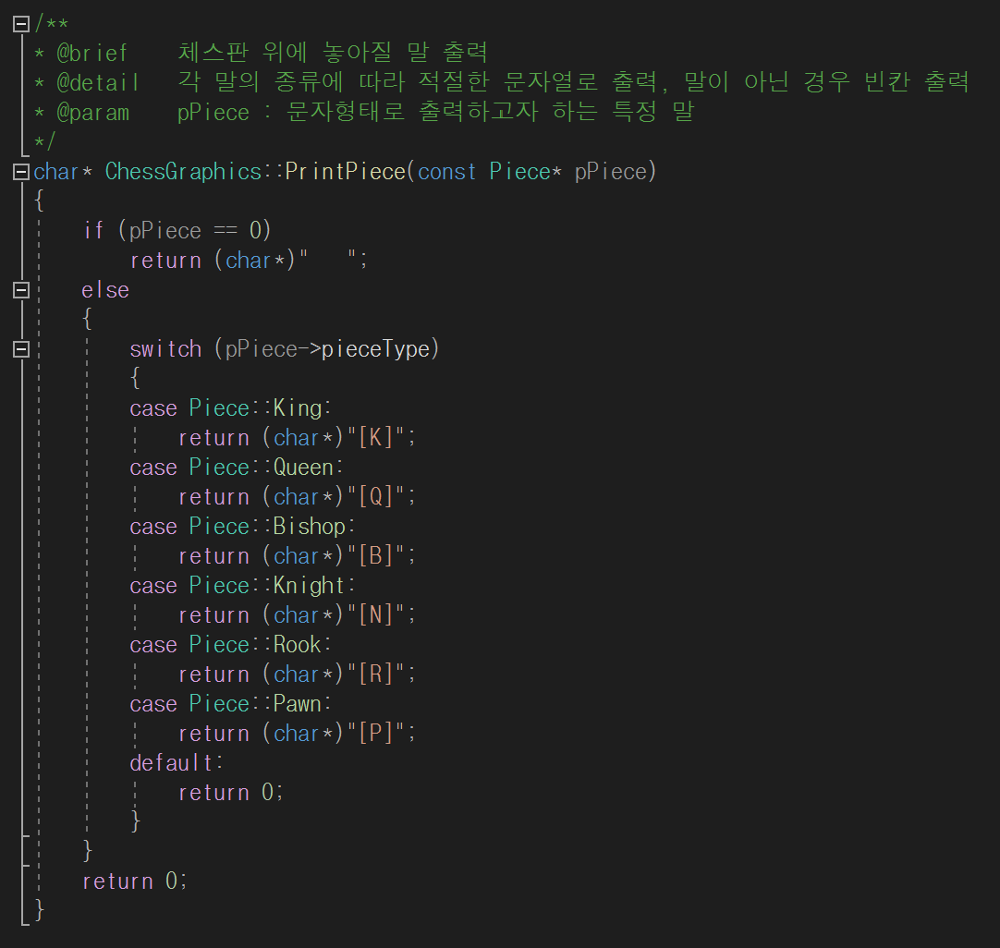 /**
* @brief    체스판 위에 놓아질 말 출력
* @detail   각 말의 종류에 따라 적절한 문자열로 출력, 말이 아닌 경우 빈칸 출력
* @param    pPiece : 문자형태로 출력하고자 하는 특정 말
*/
char* ChessGraphics::PrintPiece(const Piece* pPiece)
{
    if (pPiece == 0)
        return (char*)"   ";
    else
    {
        switch (pPiece->pieceType)
        {
        case Piece::King:
            return (char*)"[K]";
        case Piece::Queen:
            return (char*)"[Q]";
        case Piece::Bishop:
            return (char*)"[B]";
        case Piece::Knight:
            return (char*)"[N]";
        case Piece::Rook:
            return (char*)"[R]";
        case Piece::Pawn:
            return (char*)"[P]";
        default:
            return 0;
        }
    }
    return 0;
}